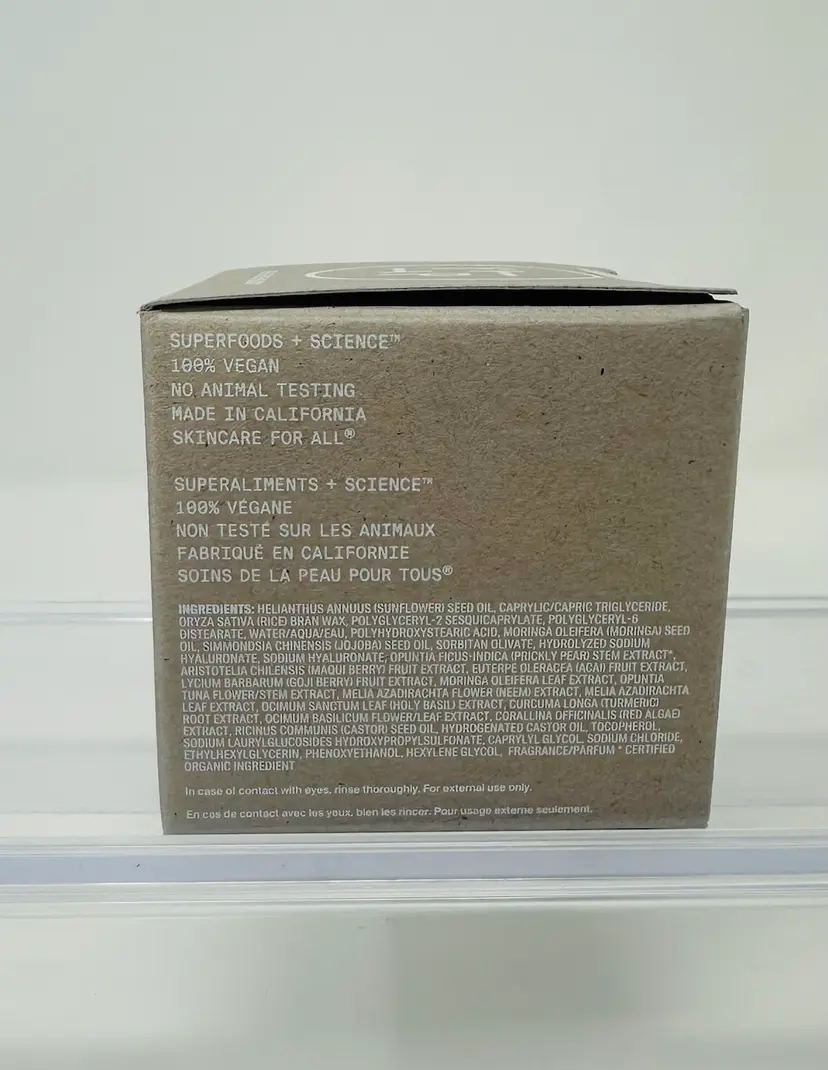 SUPERFOODS + SCIENCE™
100% VEGAN
NO ANIMAL TESTING
MADE IN CALIFORNIA
SKINCARE FOR ALL®
SUPERALIMENTS + SCIENCE™
100% VÉGANE
NON TESTÉ SUR LES ANIMAUX
FABRIQUÉ EN CALIFORNIE
SOINS DE LA PEAU POUR TOUS®
INGREDIENTS: HELIANTHUS ANNUUS (SUNFLOWER) SEED OIL, CAPRYLIC/CAPRIC TRIGLYCERIDE,
ORYZA SATIVA (RICE) BRAN WAX, POLYGLYCERYL-2 SESQUICAPRYLATE, POLYGLYCERYL-6
DISTEARATE, WATER/AQUA/EAU, POLYHYDROXYSTEARIC ACID, MORINGA OLEIFERA (MORINGA) SEED
OIL, SIMMONDSIA CHINENSIS (JOJOBA) SEED OIL, SORBITAN OLIVATE, HYDROLYZED SODIUM
HYALURONATE, SODIUM HYALURONATE, OPUNTIA FICUS-INDICA (PRICKLY PEAR) STEM EXTRACT*,
ARISTOTELIA CHILENSIS (MAQUI BERRY) FRUIT EXTRACT, EUTERPE OLERACEA (ACAI) FRUIT EXTRACT,
LYCIUM BARBARUM (GOJI BERRY) FRUIT EXTRACT, MORINGA OLEIFERA LEAF EXTRACT, OPUNTIA
TUNA FLOWER/STEM EXTRACT, MELIA AZADIRACHTA FLOWER (NEEM) EXTRACT, MELIA AZADIRACHTA
LEAF EXTRACT, OCIMUM SANCTUM LEAF (HOLY BASIL) EXTRACT, CURCUMA LONGA (TURMERIC)
ROOT EXTRACT, OCIMUM BASILICUM FLOWER/LEAF EXTRACT, CORALLINA OFFICINALIS (RED ALGAE)
EXTRACT, RICINUS COMMUNIS (CASTOR) SEED OIL, HYDROGENATED CASTOR OIL, TOCOPHEROL,
SODIUM LAURYLGLUCOSIDES HYDROXYPROPYLSULFONATE, CAPRYLYL GLYCOL, SODIUM CHLORIDE,
ETHYLHEXYLGLYCERIN, PHENOXYETHANOL, HEXYLENE GLYCOL, FRAGRANCE/PARFUM * CERTIFIED
ORGANIC INGREDIENT
In case of contact with eyes, rinse thoroughly. For external use only.
En cas de contact avec les yeux, bien les rincer. Pour usage externe seulement.